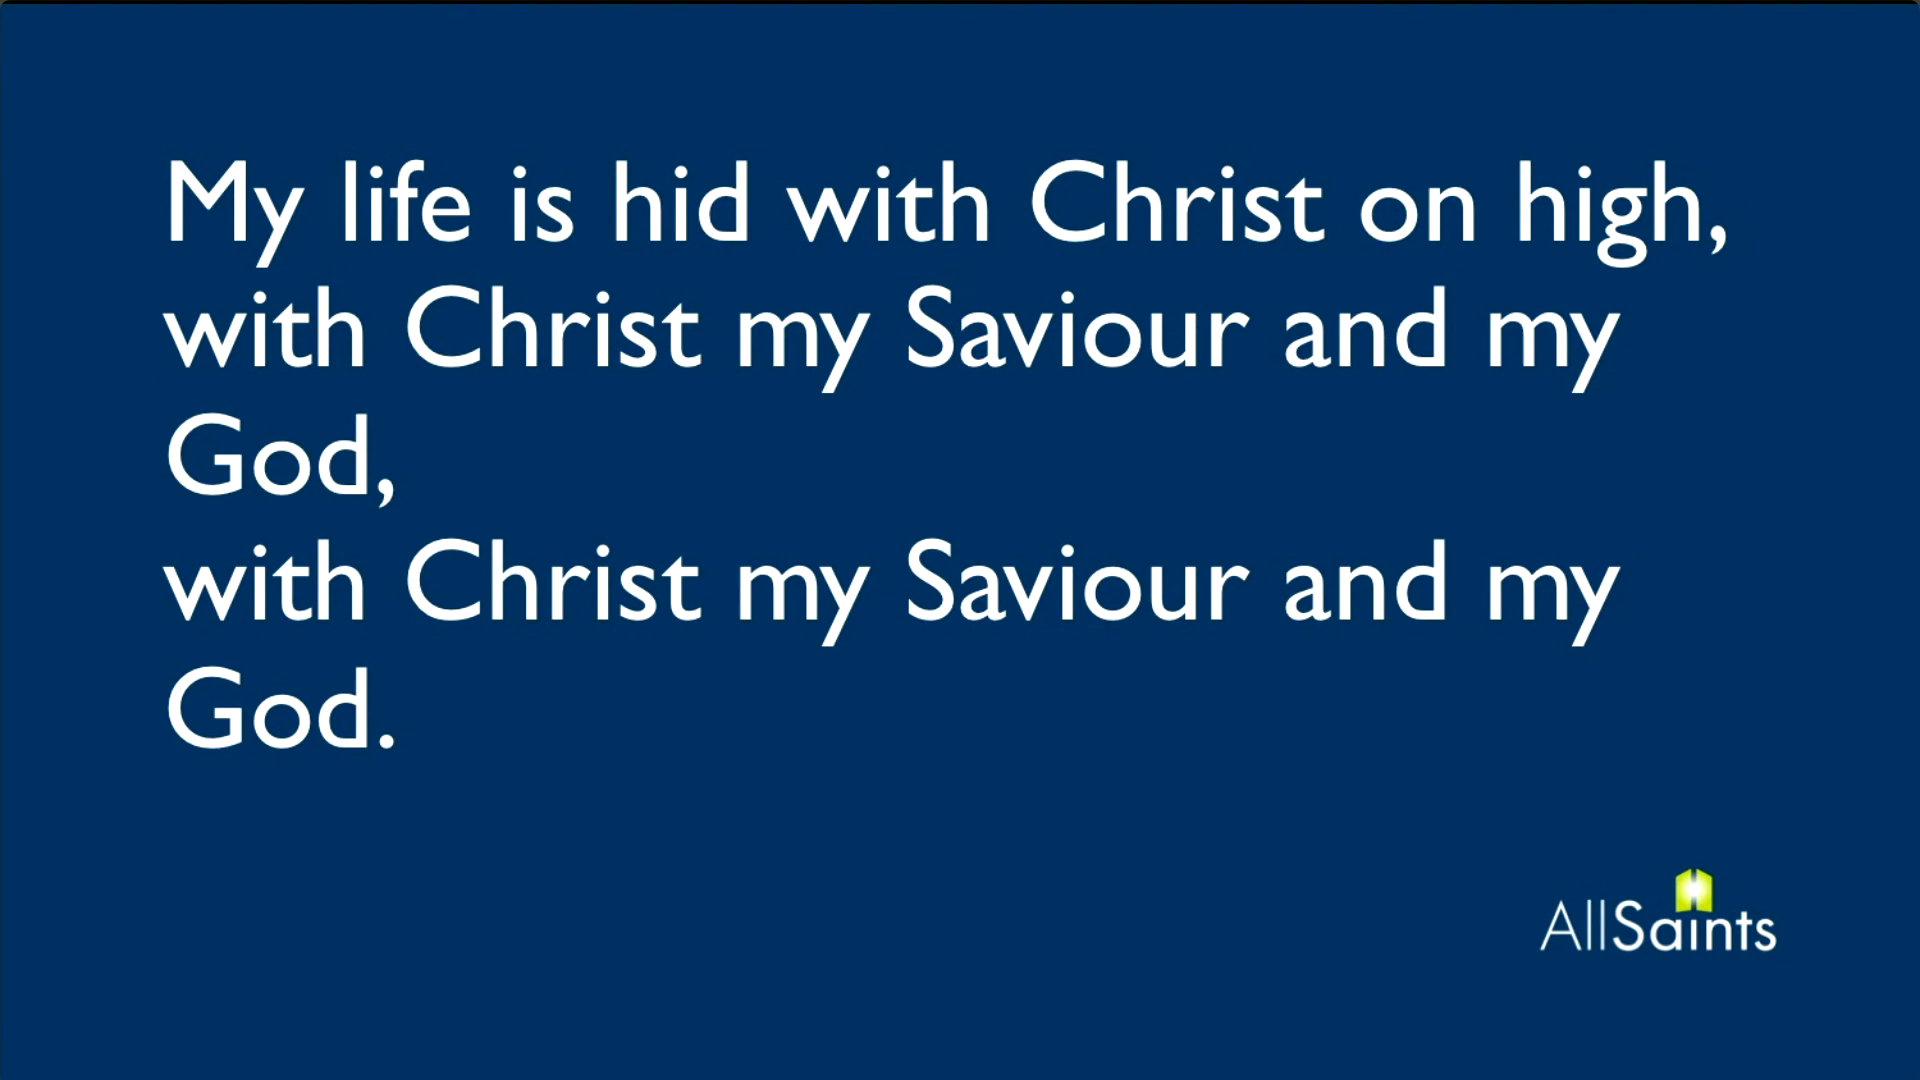 My life is hid with Christ on high,
with Christ my Saviour and my
God,
with Christ my Saviour and my
God.
AllSaints